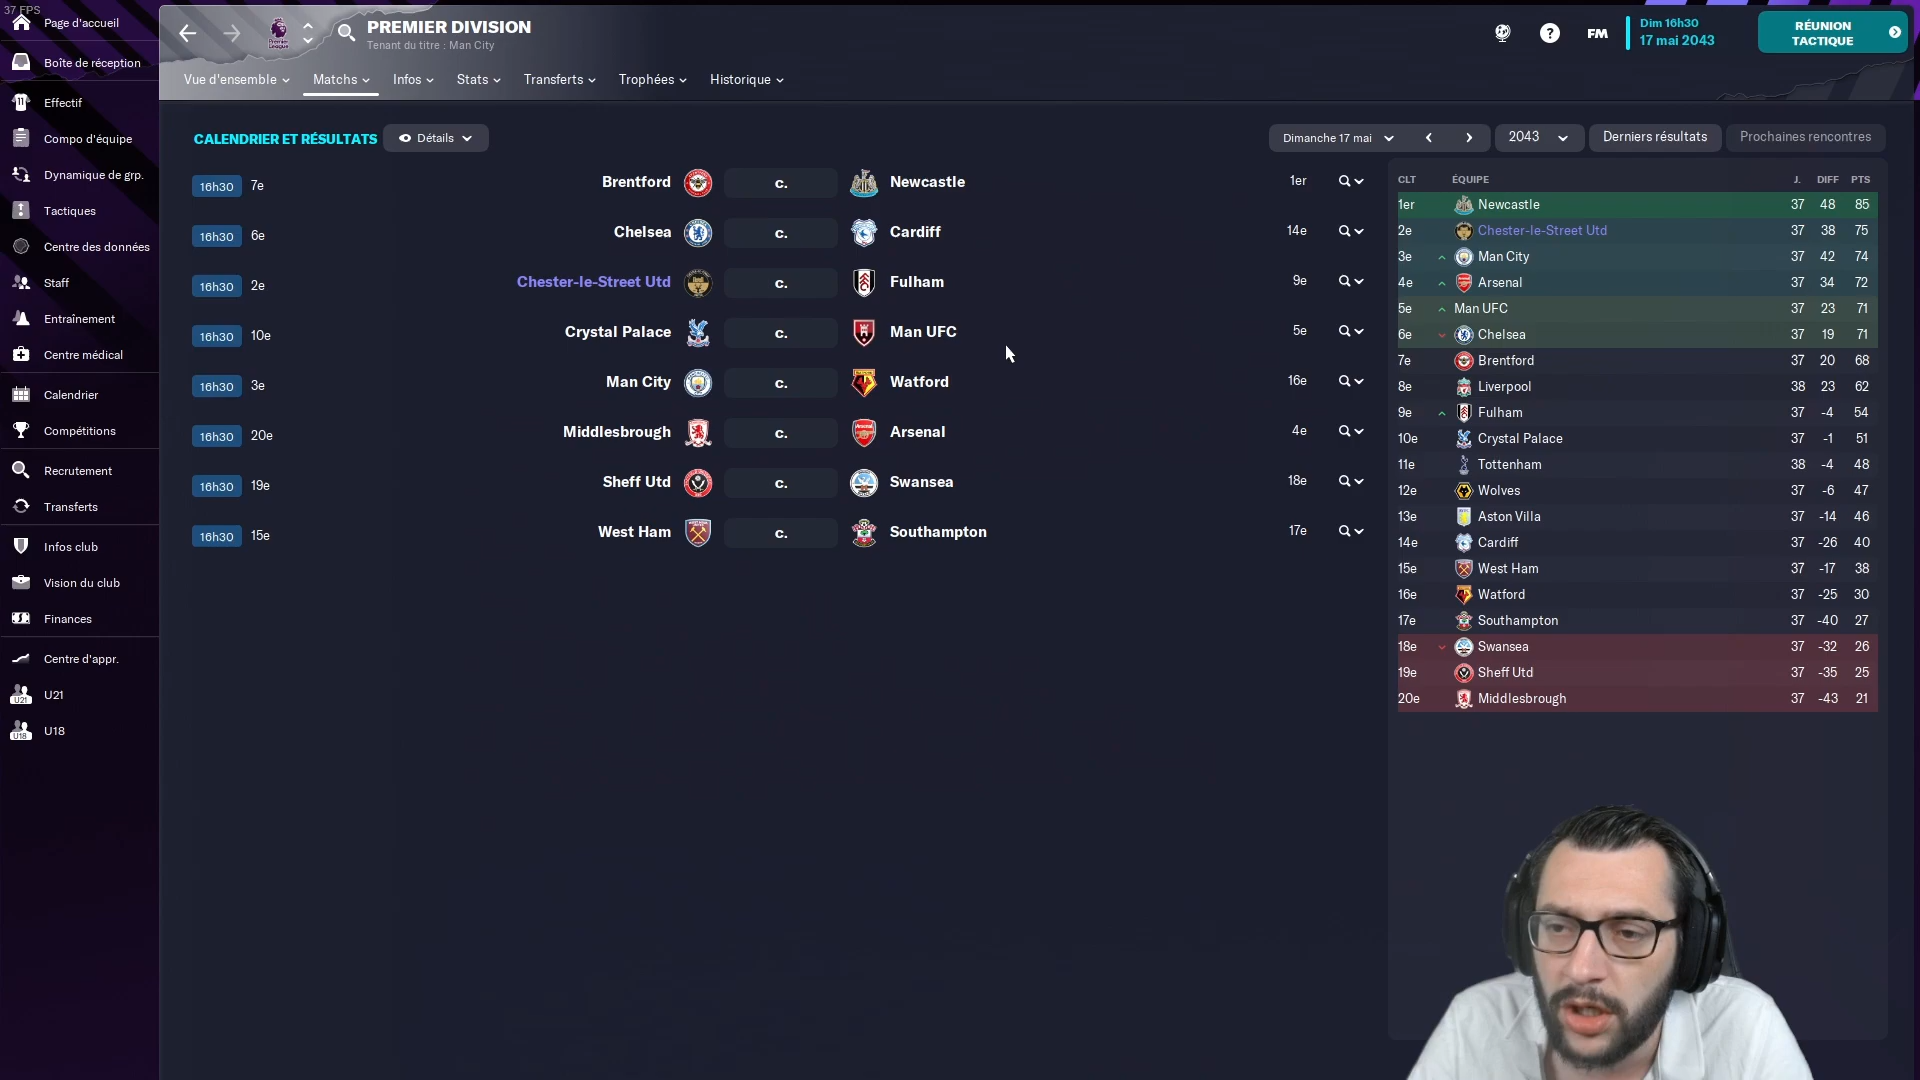 37 FPS
Page d'accueil
Boîte de réception
Effectif
Compo d'équipe
Dynamique de grp.
Tactiques
Centre des données
Staff
Entraînement
Centre médical
Calendrier
Compétitions
Recrutement
Transferts
Infos club
Vision du club
Finances
Centre d'appr.
U21
U18
PREMIER DIVISION
Tenant du titre : Man City
FM
Dim 16h30
17 mai 2043
RÉUNION
TACTIQUE
Vue d'ensemble Matchs Infos Stats Transferts Trophées Historique
CALENDRIER ET RÉSULTATS Détails
Dimanche 17 mai 2043 Derniers résultats Prochaines rencontres
16h30 7e Brentford c. Newcastle 1er
16h30 6e Chelsea c. Cardiff 14e
16h30 2e Chester-le-Street Utd c. Fulham 9e
16h30 10e Crystal Palace c. Man UFC 5e
16h30 3e Man City c. Watford 16e
16h30 20e Middlesbrough c. Arsenal 4e
16h30 19e Sheff Utd c. Swansea 18e
16h30 15e West Ham c. Southampton 17e
CLT ÉQUIPE J. DIFF PTS
1er Newcastle 37 48 85
2e Chester-le-Street Utd 37 38 75
3e Man City 37 42 74
4e Arsenal 37 34 72
5e Man UFC 37 23 71
6e Chelsea 37 19 71
7e Brentford 37 20 68
8e Liverpool 38 23 62
9e Fulham 37 -4 54
10e Crystal Palace 37 -1 51
11e Tottenham 38 -4 48
12e Wolves 37 -6 47
13e Aston Villa 37 -14 46
14e Cardiff 37 -26 40
15e West Ham 37 -17 38
16e Watford 37 -25 30
17e Southampton 37 -40 27
18e Swansea 37 -32 26
19e Sheff Utd 37 -35 25
20e Middlesbrough 37 -43 21